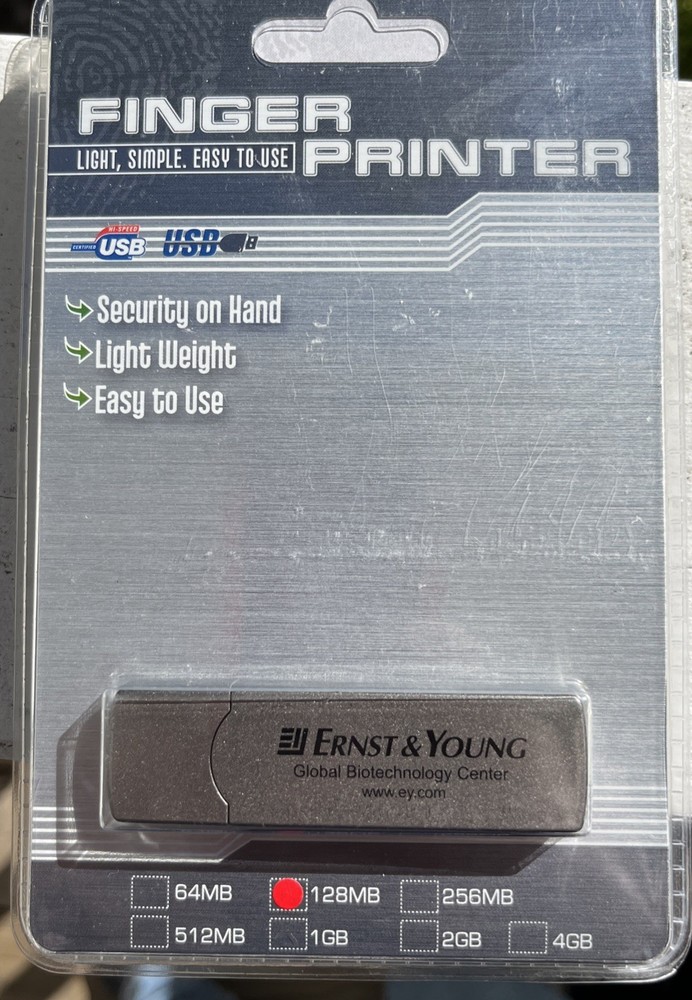 FINGER
LIGHT, SIMPLE. EASY TO USE PRINTER
HI-SPEED
CERTIFIED USB USB
Security on Hand
Light Weight
Easy to Use
EY ERNST & YOUNG
Global Biotechnology Center
www.ey.com
64MB 128MB 256MB
512MB 1GB 2GB 4GB